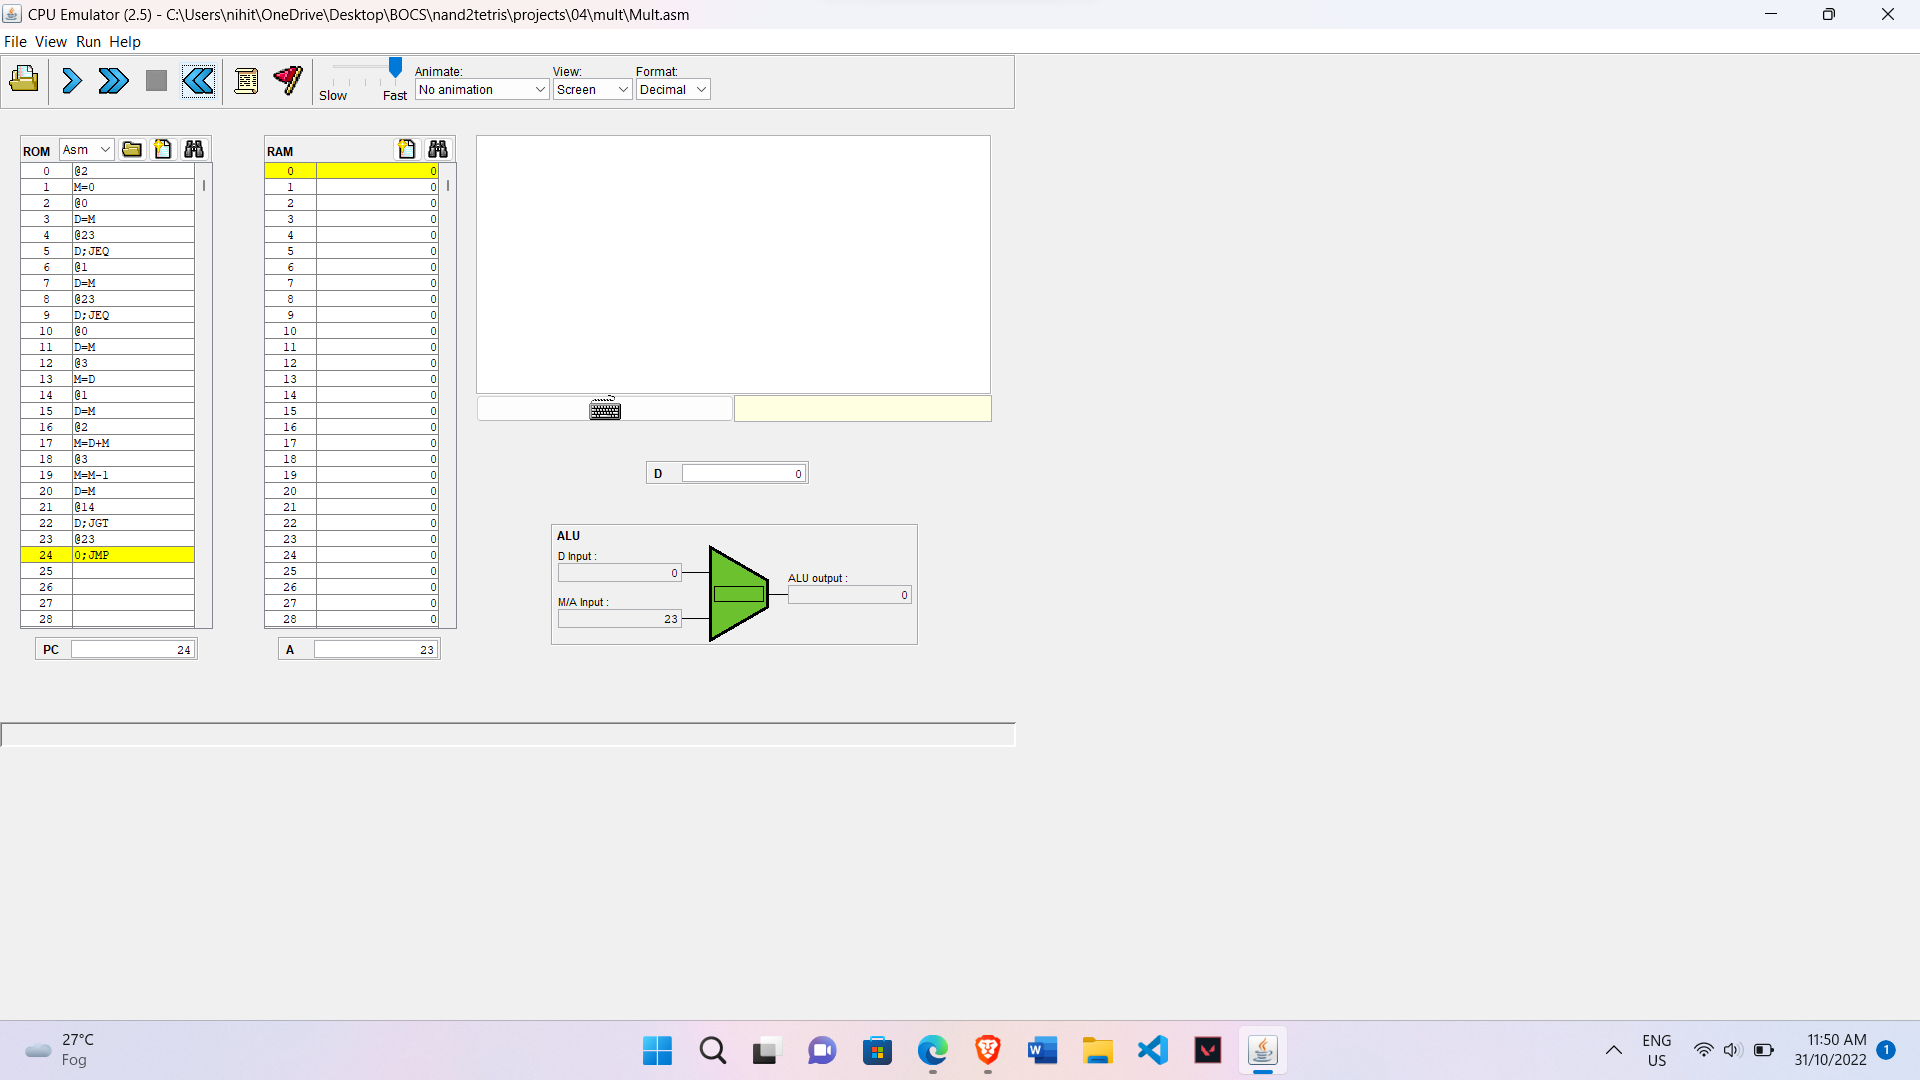 CPU Emulator (2.5) - C:\Users\nihit\OneDrive\Desktop\BOCS\nand2tetris\projects\04\mult\Mult.asm
File View Run Help
Slow Fast
Animate:
No animation
View:
Screen
Format:
Decimal
ROM Asm
0 @2
1 M=0
2 @0
3 D=M
4 @23
5 D;JEQ
6 @1
7 D=M
8 @23
9 D;JEQ
10 @0
11 D=M
12 @3
13 M=D
14 @1
15 D=M
16 @2
17 M=D+M
18 @3
19 M=M-1
20 D=M
21 @14
22 D;JGT
23 @23
24 0;JMP
25
26
27
28
PC 24
RAM
0 0
1 0
2 0
3 0
4 0
5 0
6 0
7 0
8 0
9 0
10 0
11 0
12 0
13 0
14 0
15 0
16 0
17 0
18 0
19 0
20 0
21 0
22 0
23 0
24 0
25 0
26 0
27 0
28 0
A 23
D 0
ALU
D Input :
0
M/A Input :
23
ALU output :
0
27°C
Fog
W
ENG
US
11:50 AM
31/10/2022
1